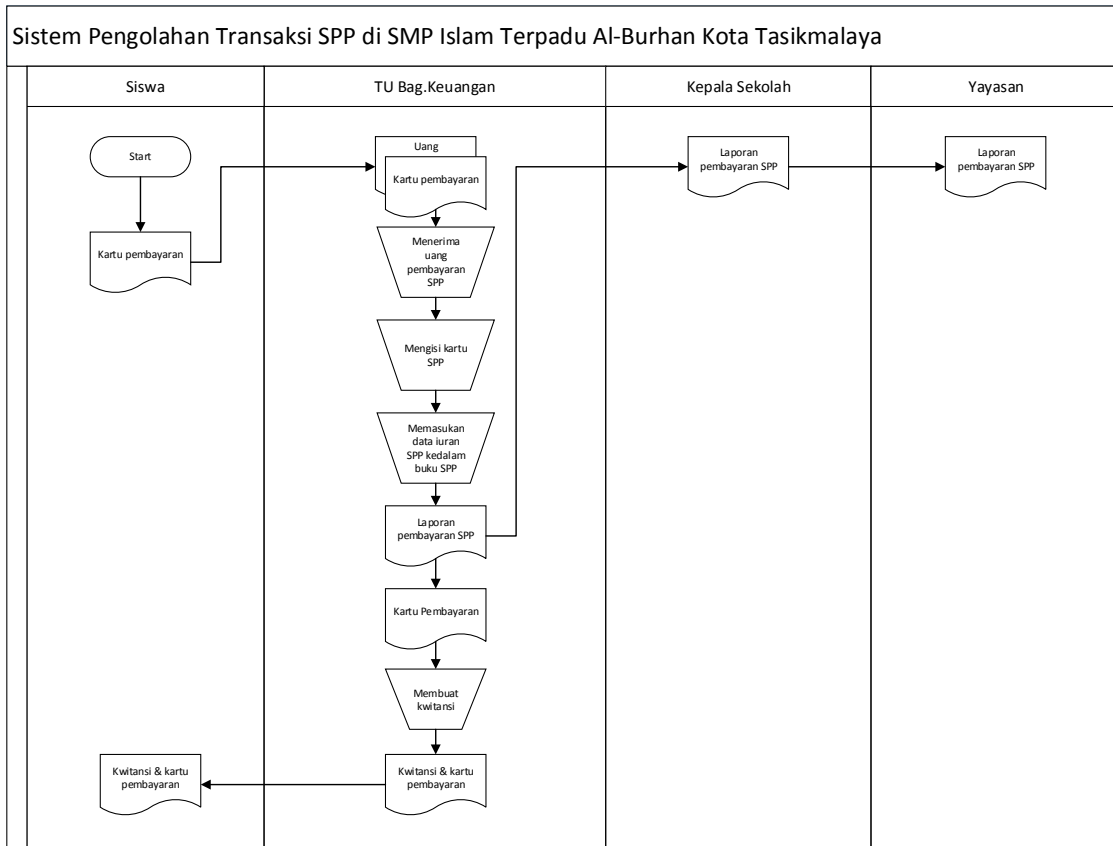 Sistem Pengolahan Transaksi SPP di SMP Islam Terpadu Al-Burhan Kota Tasikmalaya
Siswa
TU Bag.Keuangan
Kepala Sekolah
Yayasan
Start
Kartu pembayaran
Uang
Kartu pembayaran
Menerima
uang
pembayaran
SPP
Mengisi kartu
SPP
Memasukan
data iuran
SPP kedalam
buku SPP
Laporan
pembayaran SPP
Kartu Pembayaran
Membuat
kwitansi
Kwitansi & kartu
pembayaran
Kwitansi & kartu
pembayaran
Laporan
pembayaran SPP
Laporan
pembayaran SPP